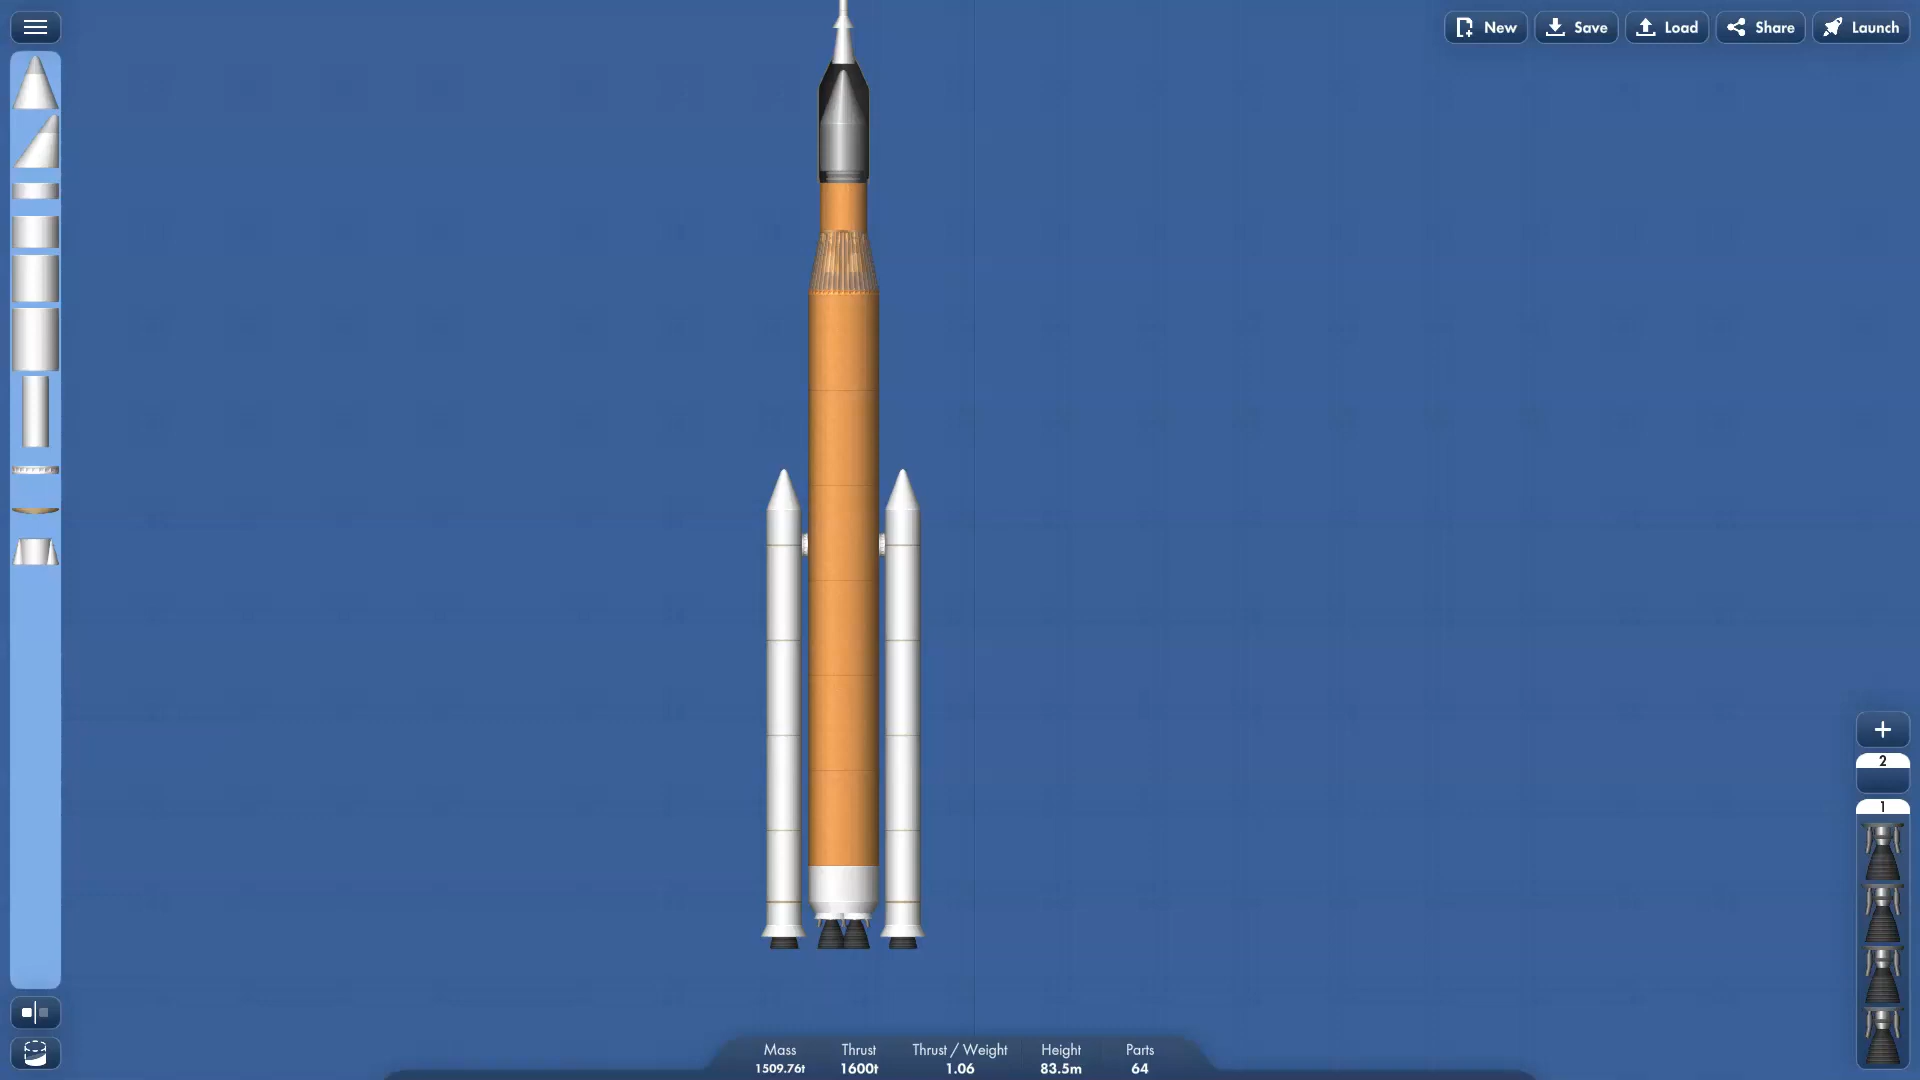 New
Save
Load
Share
Launch
2
1
Mass
Thrust
Thrust / Weight
Height
Parts
1509.76t
1600t
1.06
83.5m
64